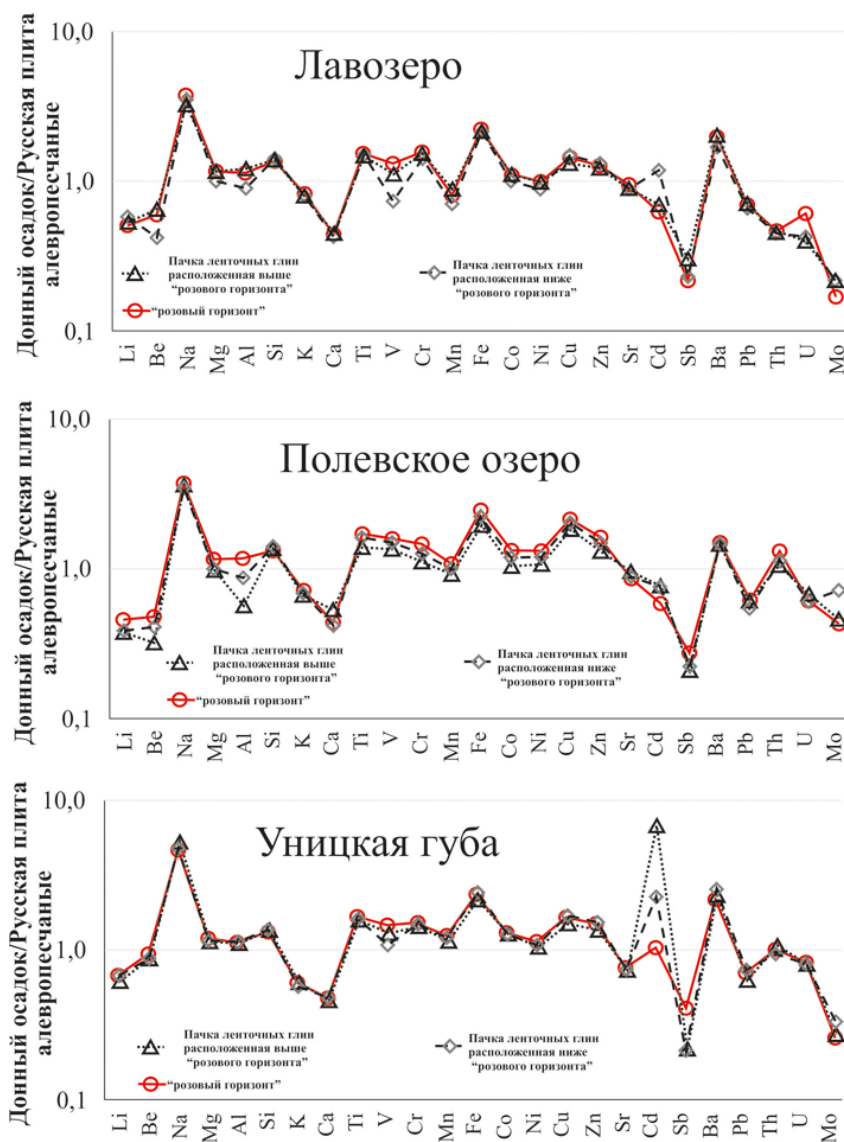 Лавозеро
Донный осадок/Русская плита
алевропесчаные
10,0
1,0
0,1
Пачка ленточных глин
расположенная выше
“розового горизонта”
Пачка ленточных глин
расположенная ниже
“розового горизонта”
“розовый горизонт”
Li Be Na Mg Al Si K Ca Ti V Cr Mn Fe Co Ni Cu Zn Sr Cd Sb Ba Pb Th U Mo
Полевское озеро
Донный осадок/Русская плита
алевропесчаные
10,0
1,0
0,1
Пачка ленточных глин
расположенная выше
“розового горизонта”
Пачка ленточных глин
расположенная ниже
“розового горизонта”
“розовый горизонт”
Li Be Na Mg Al Si K Ca Ti V Cr Mn Fe Co Ni Cu Zn Sr Cd Sb Ba Pb Th U Mo
Уницкая губа
Донный осадок/Русская плита
алевропесчаные
10,0
1,0
0,1
Пачка ленточных глин
расположенная выше
“розового горизонта”
Пачка ленточных глин
расположенная ниже
“розового горизонта”
“розовый горизонт”
Li Be Na Mg Al Si K Ca Ti V Cr Mn Fe Co Ni Cu Zn Sr Cd Sb Ba Pb Th U Mo